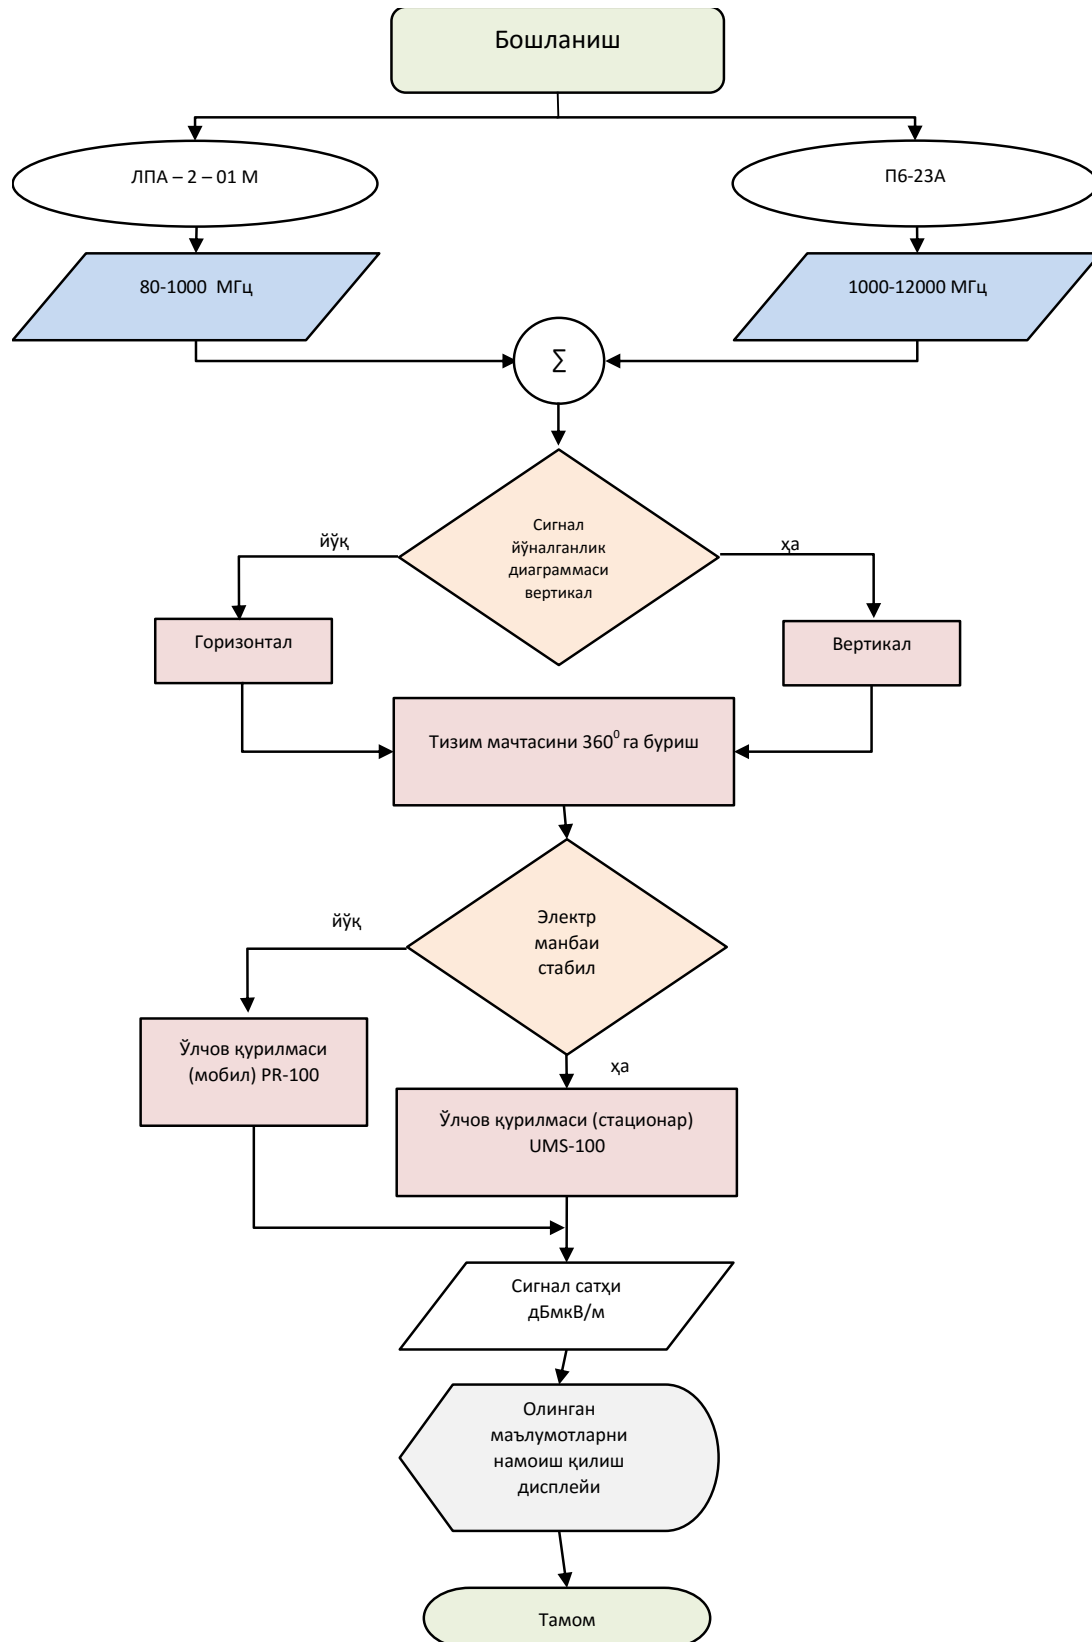 Бошланиш
ЛПА – 2 – 01 М
П6-23А
80-1000 МГц
1000-12000 МГц
Σ
Сигнал
йўналганлик
диаграммаси
вертикал
йўқ
ҳа
Горизонтал
Вертикал
Тизим мачтасини 360⁰ га буриш
Электр
манбаи
стабил
йўқ
ҳа
Ўлчов қурилмаси
(мобил) PR-100
Ўлчов қурилмаси (стационар)
UMS-100
Сигнал сатҳи
дБмкВ/м
Олинган
маълумотларни
намоиш қилиш
дисплейи
Тамом